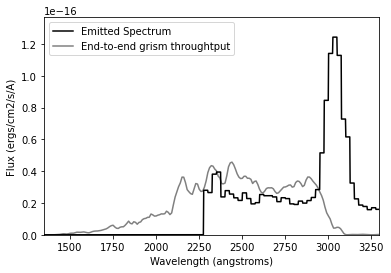 1e−16
Emitted Spectrum
End-to-end grism throughtput
1.2
1.0
0.8
0.6
0.4
0.2
0.0
Flux (ergs/cm2/s/A)
1500 1750 2000 2250 2500 2750 3000 3250
Wavelength (angstroms)